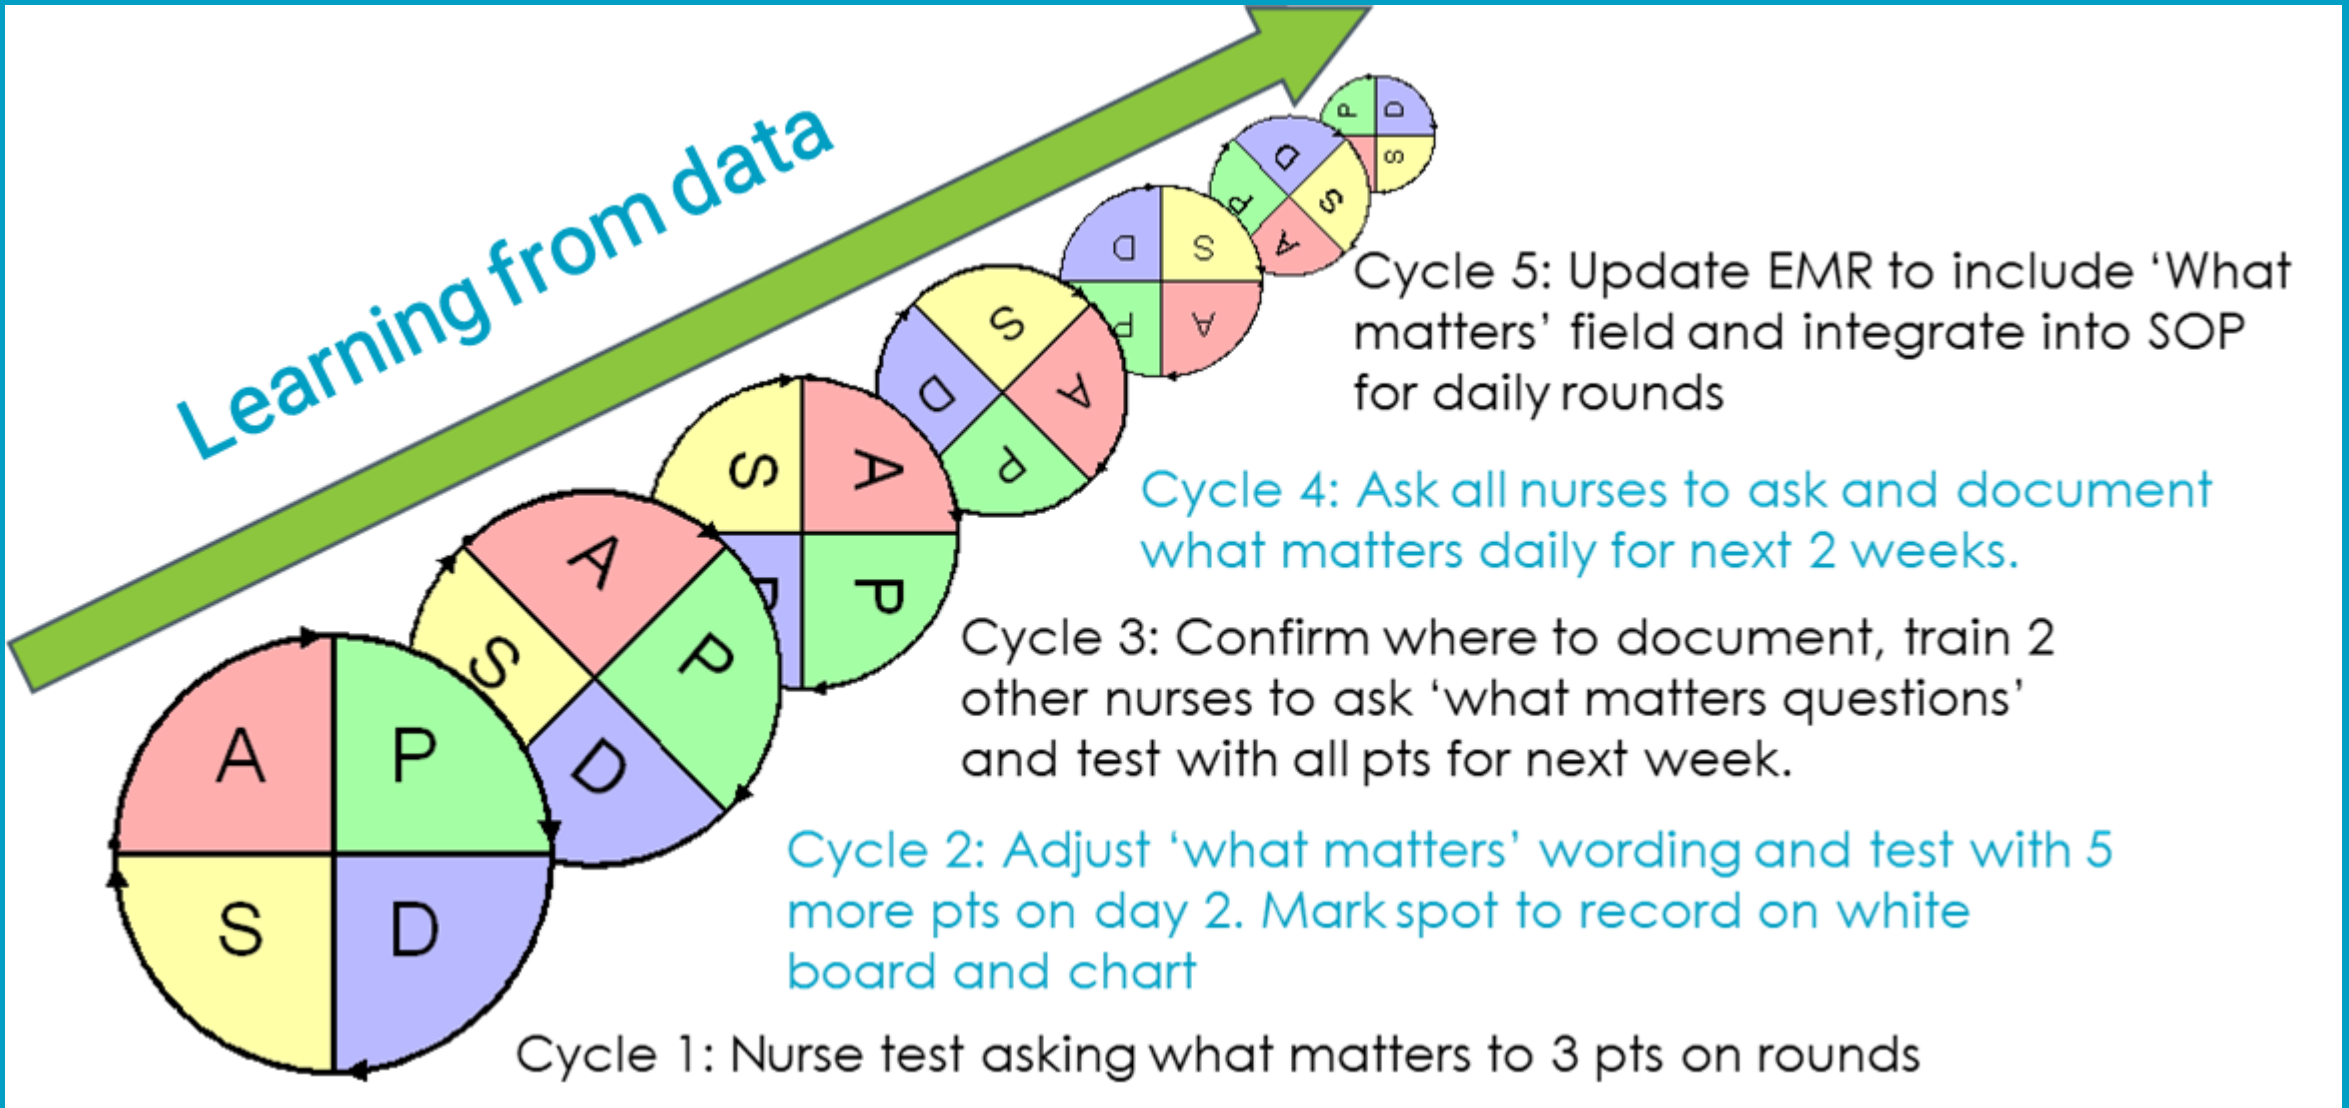 Learning from data
P D
S
D
P S
A
D S
P A
S
D A
P
S A
P
A
S P
D
A P
S D
Cycle 5: Update EMR to include ‘What
matters’ field and integrate into SOP
for daily rounds
Cycle 4: Ask all nurses to ask and document
what matters daily for next 2 weeks.
Cycle 3: Confirm where to document, train 2
other nurses to ask ‘what matters questions’
and test with all pts for next week.
Cycle 2: Adjust ‘what matters’ wording and test with 5
more pts on day 2. Mark spot to record on white
board and chart
Cycle 1: Nurse test asking what matters to 3 pts on rounds